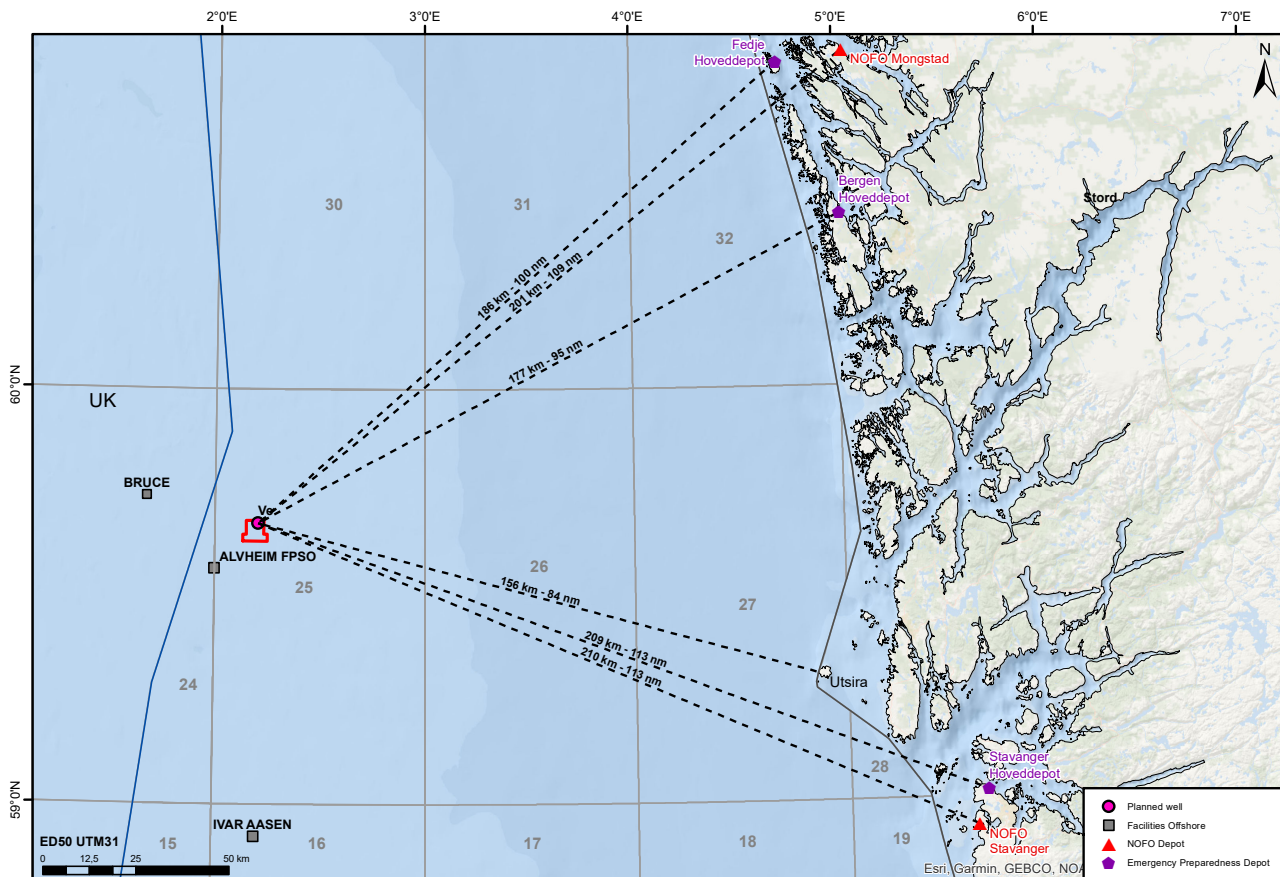 2°0'E
3°0'E
4°0'E
5°0'E
6°0'E
7°0'E
Fedje
Hoveddepot
NOFO Mongstad
N
Bergen
Hoveddepot
Stord
30
31
32
186 km - 100 nm
201 km - 109 nm
177 km - 95 nm
60°0'N
UK
BRUCE
ALVHEIM FPSO
25
26
27
156 km - 84 nm
209 km - 113 nm
210 km - 113 nm
24
Utsira
28
Stavanger
Hoveddepot
59°0'N
IVAR AASEN
ED50 UTM31
15
16
17
18
19
NOFO
Stavanger
0 12,5 25 50 km
Esri, Garmin, GEBCO,
Planned well
Facilities Offshore
NOFO Depot
Emergency Preparedness Depot